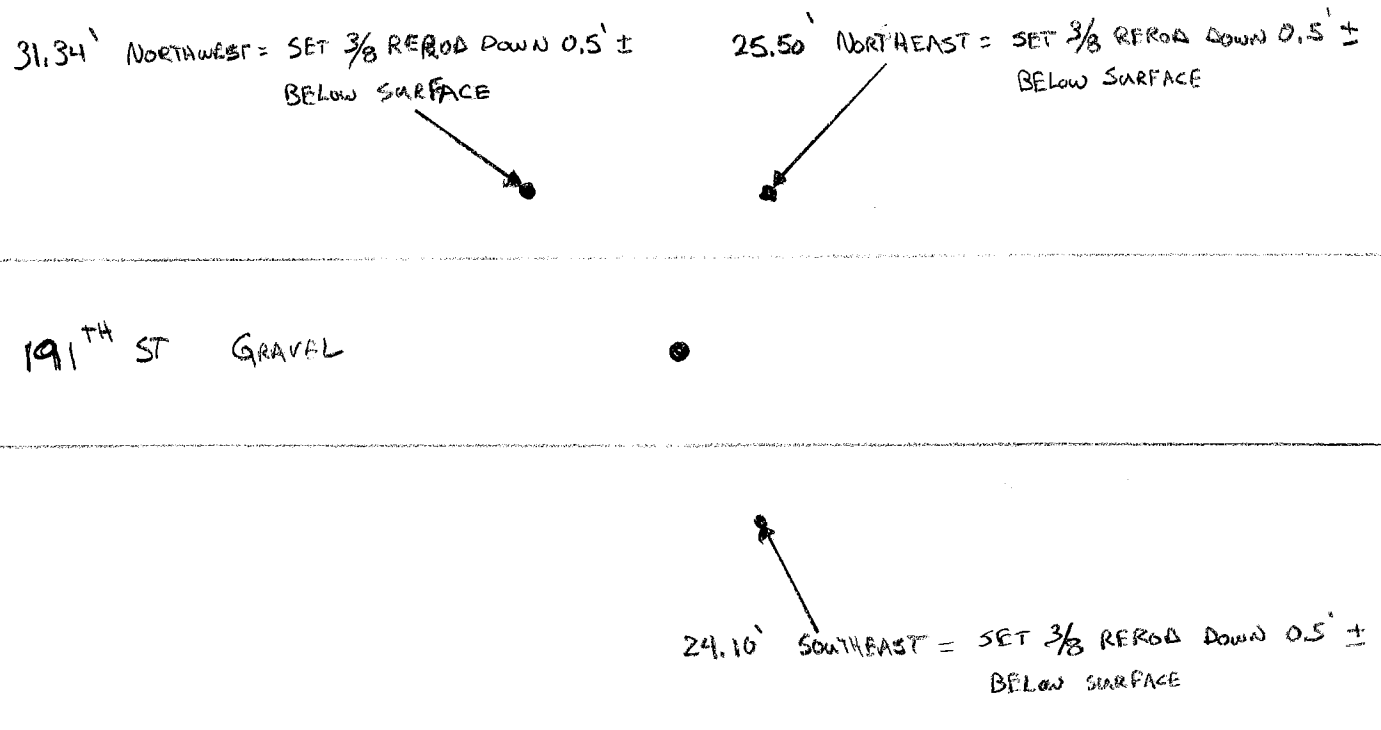 31.34' NORTHWEST = SET 3/8 REROD DOWN 0.5' ±
BELOW SURFACE
25.50' NORTHEAST = SET 3/8 REROD DOWN 0.5' ±
BELOW SURFACE
191TH ST GRAVEL
24.10' SOUTHEAST = SET 3/8 REROD DOWN 0.5' ±
BELOW SURFACE